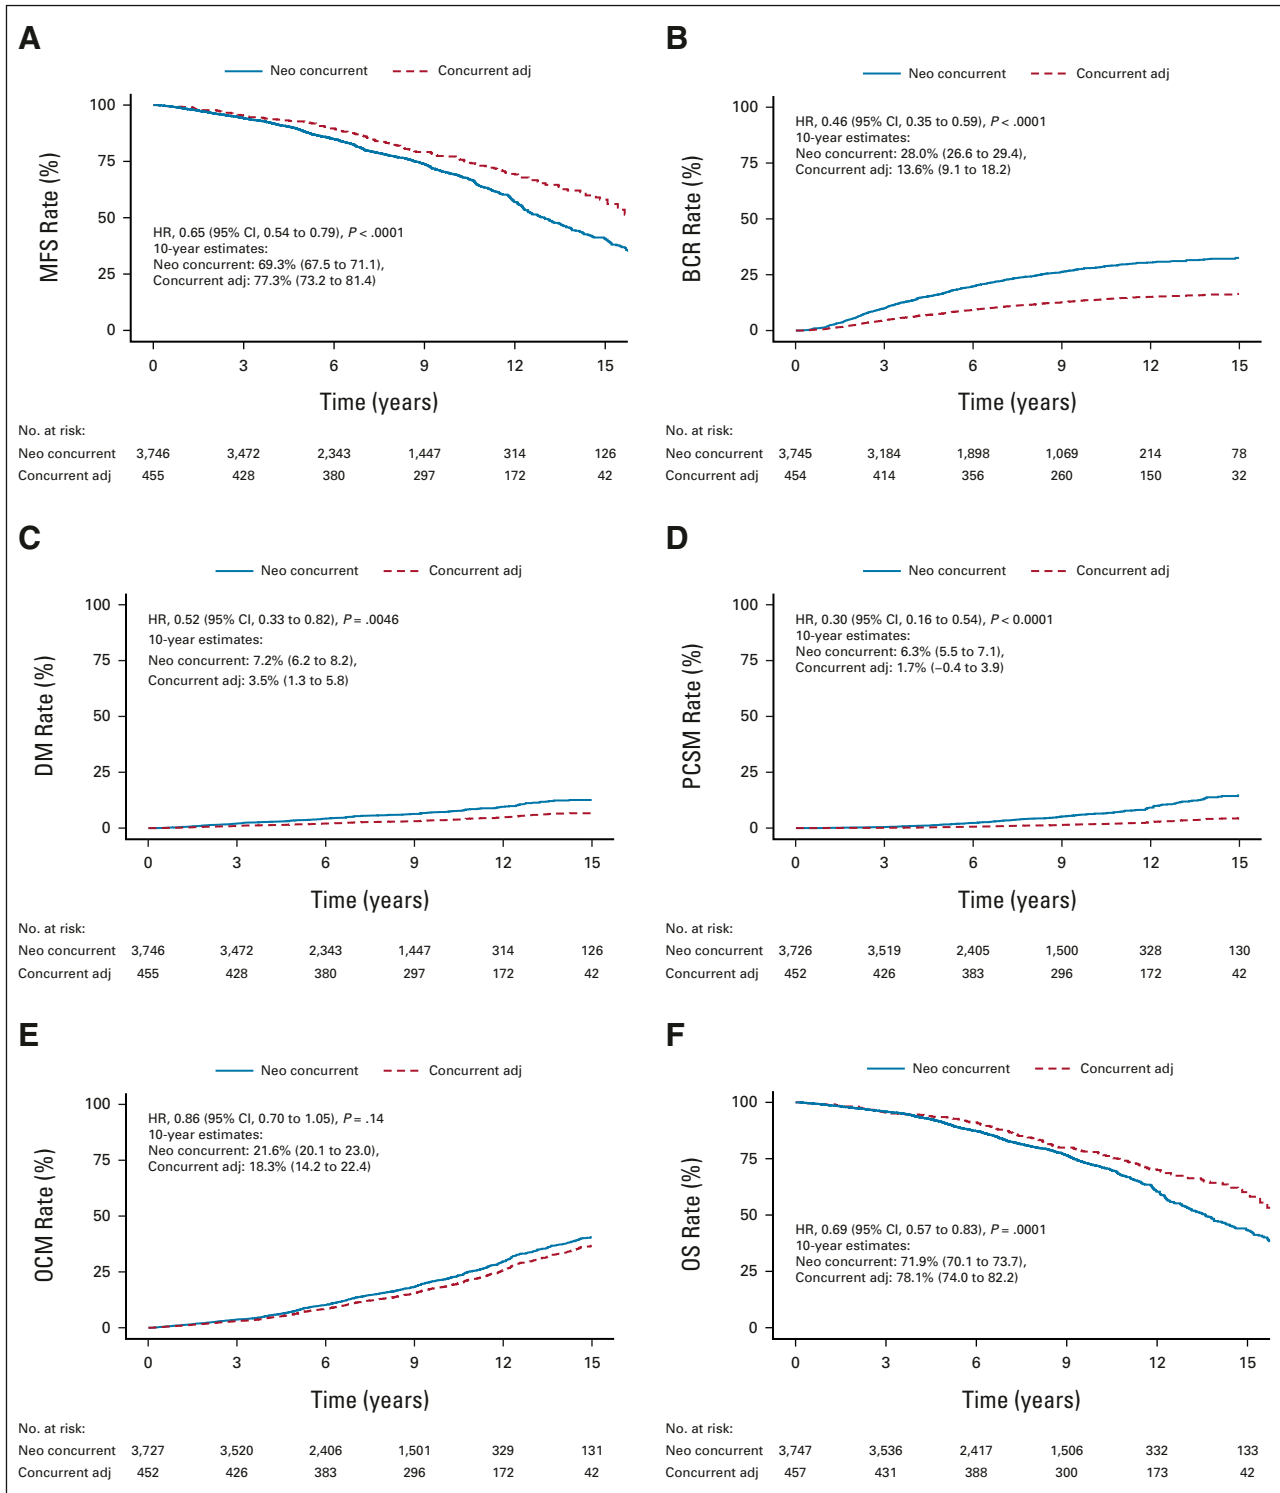 A
Neo concurrent
Concurrent adj
MFS Rate (%)
100
75
50
25
0
HR, 0.65 (95% CI, 0.54 to 0.79), P < .0001
10-year estimates:
Neo concurrent: 69.3% (67.5 to 71.1),
Concurrent adj: 77.3% (73.2 to 81.4)
0 3 6 9 12 15
Time (years)
No. at risk:
Neo concurrent 3,746 3,472 2,343 1,447 314 126
Concurrent adj 455 428 380 297 172 42
B
Neo concurrent
Concurrent adj
BCR Rate (%)
100
75
50
25
0
HR, 0.46 (95% CI, 0.35 to 0.59), P < .0001
10-year estimates:
Neo concurrent: 28.0% (26.6 to 29.4),
Concurrent adj: 13.6% (9.1 to 18.2)
0 3 6 9 12 15
Time (years)
No. at risk:
Neo concurrent 3,745 3,184 1,898 1,069 214 78
Concurrent adj 454 414 356 260 150 32
C
Neo concurrent
Concurrent adj
DM Rate (%)
100
75
50
25
0
HR, 0.52 (95% CI, 0.33 to 0.82), P = .0046
10-year estimates:
Neo concurrent: 7.2% (6.2 to 8.2),
Concurrent adj: 3.5% (1.3 to 5.8)
0 3 6 9 12 15
Time (years)
No. at risk:
Neo concurrent 3,746 3,472 2,343 1,447 314 126
Concurrent adj 455 428 380 297 172 42
D
Neo concurrent
Concurrent adj
PCSM Rate (%)
100
75
50
25
0
HR, 0.30 (95% CI, 0.16 to 0.54), P < 0.0001
10-year estimates:
Neo concurrent: 6.3% (5.5 to 7.1),
Concurrent adj: 1.7% (−0.4 to 3.9)
0 3 6 9 12 15
Time (years)
No. at risk:
Neo concurrent 3,726 3,519 2,405 1,500 328 130
Concurrent adj 452 426 383 296 172 42
E
Neo concurrent
Concurrent adj
OCM Rate (%)
100
75
50
25
0
HR, 0.86 (95% CI, 0.70 to 1.05), P = .14
10-year estimates:
Neo concurrent: 21.6% (20.1 to 23.0),
Concurrent adj: 18.3% (14.2 to 22.4)
0 3 6 9 12 15
Time (years)
No. at risk:
Neo concurrent 3,727 3,520 2,406 1,501 329 131
Concurrent adj 452 426 383 296 172 42
F
Neo concurrent
Concurrent adj
OS Rate (%)
100
75
50
25
0
HR, 0.69 (95% CI, 0.57 to 0.83), P = .0001
10-year estimates:
Neo concurrent: 71.9% (70.1 to 73.7),
Concurrent adj: 78.1% (74.0 to 82.2)
0 3 6 9 12 15
Time (years)
No. at risk:
Neo concurrent 3,747 3,536 2,417 1,506 332 133
Concurrent adj 457 431 388 300 173 42